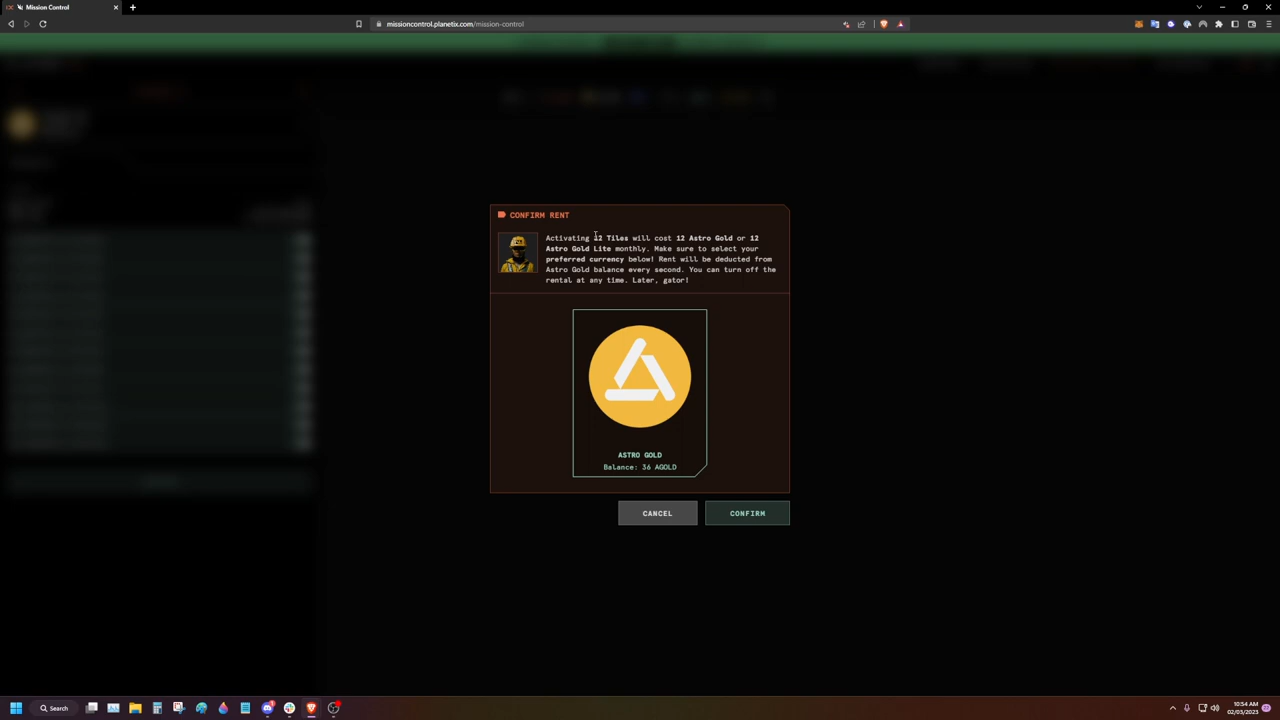 Mission Control
missioncontrol.planetix.com/mission-control
CONFIRM RENT
Activating 12 Tiles will cost 12 Astro Gold or 12
Astro Gold Lite monthly. Make sure to select your
preferred currency below! Rent will be deducted from
Astro Gold balance every second. You can turn off the
rental at any time. Later, gator!
ASTRO GOLD
Balance: 36 AGOLD
CANCEL
CONFIRM
Search
10:54 AM
02/03/2023